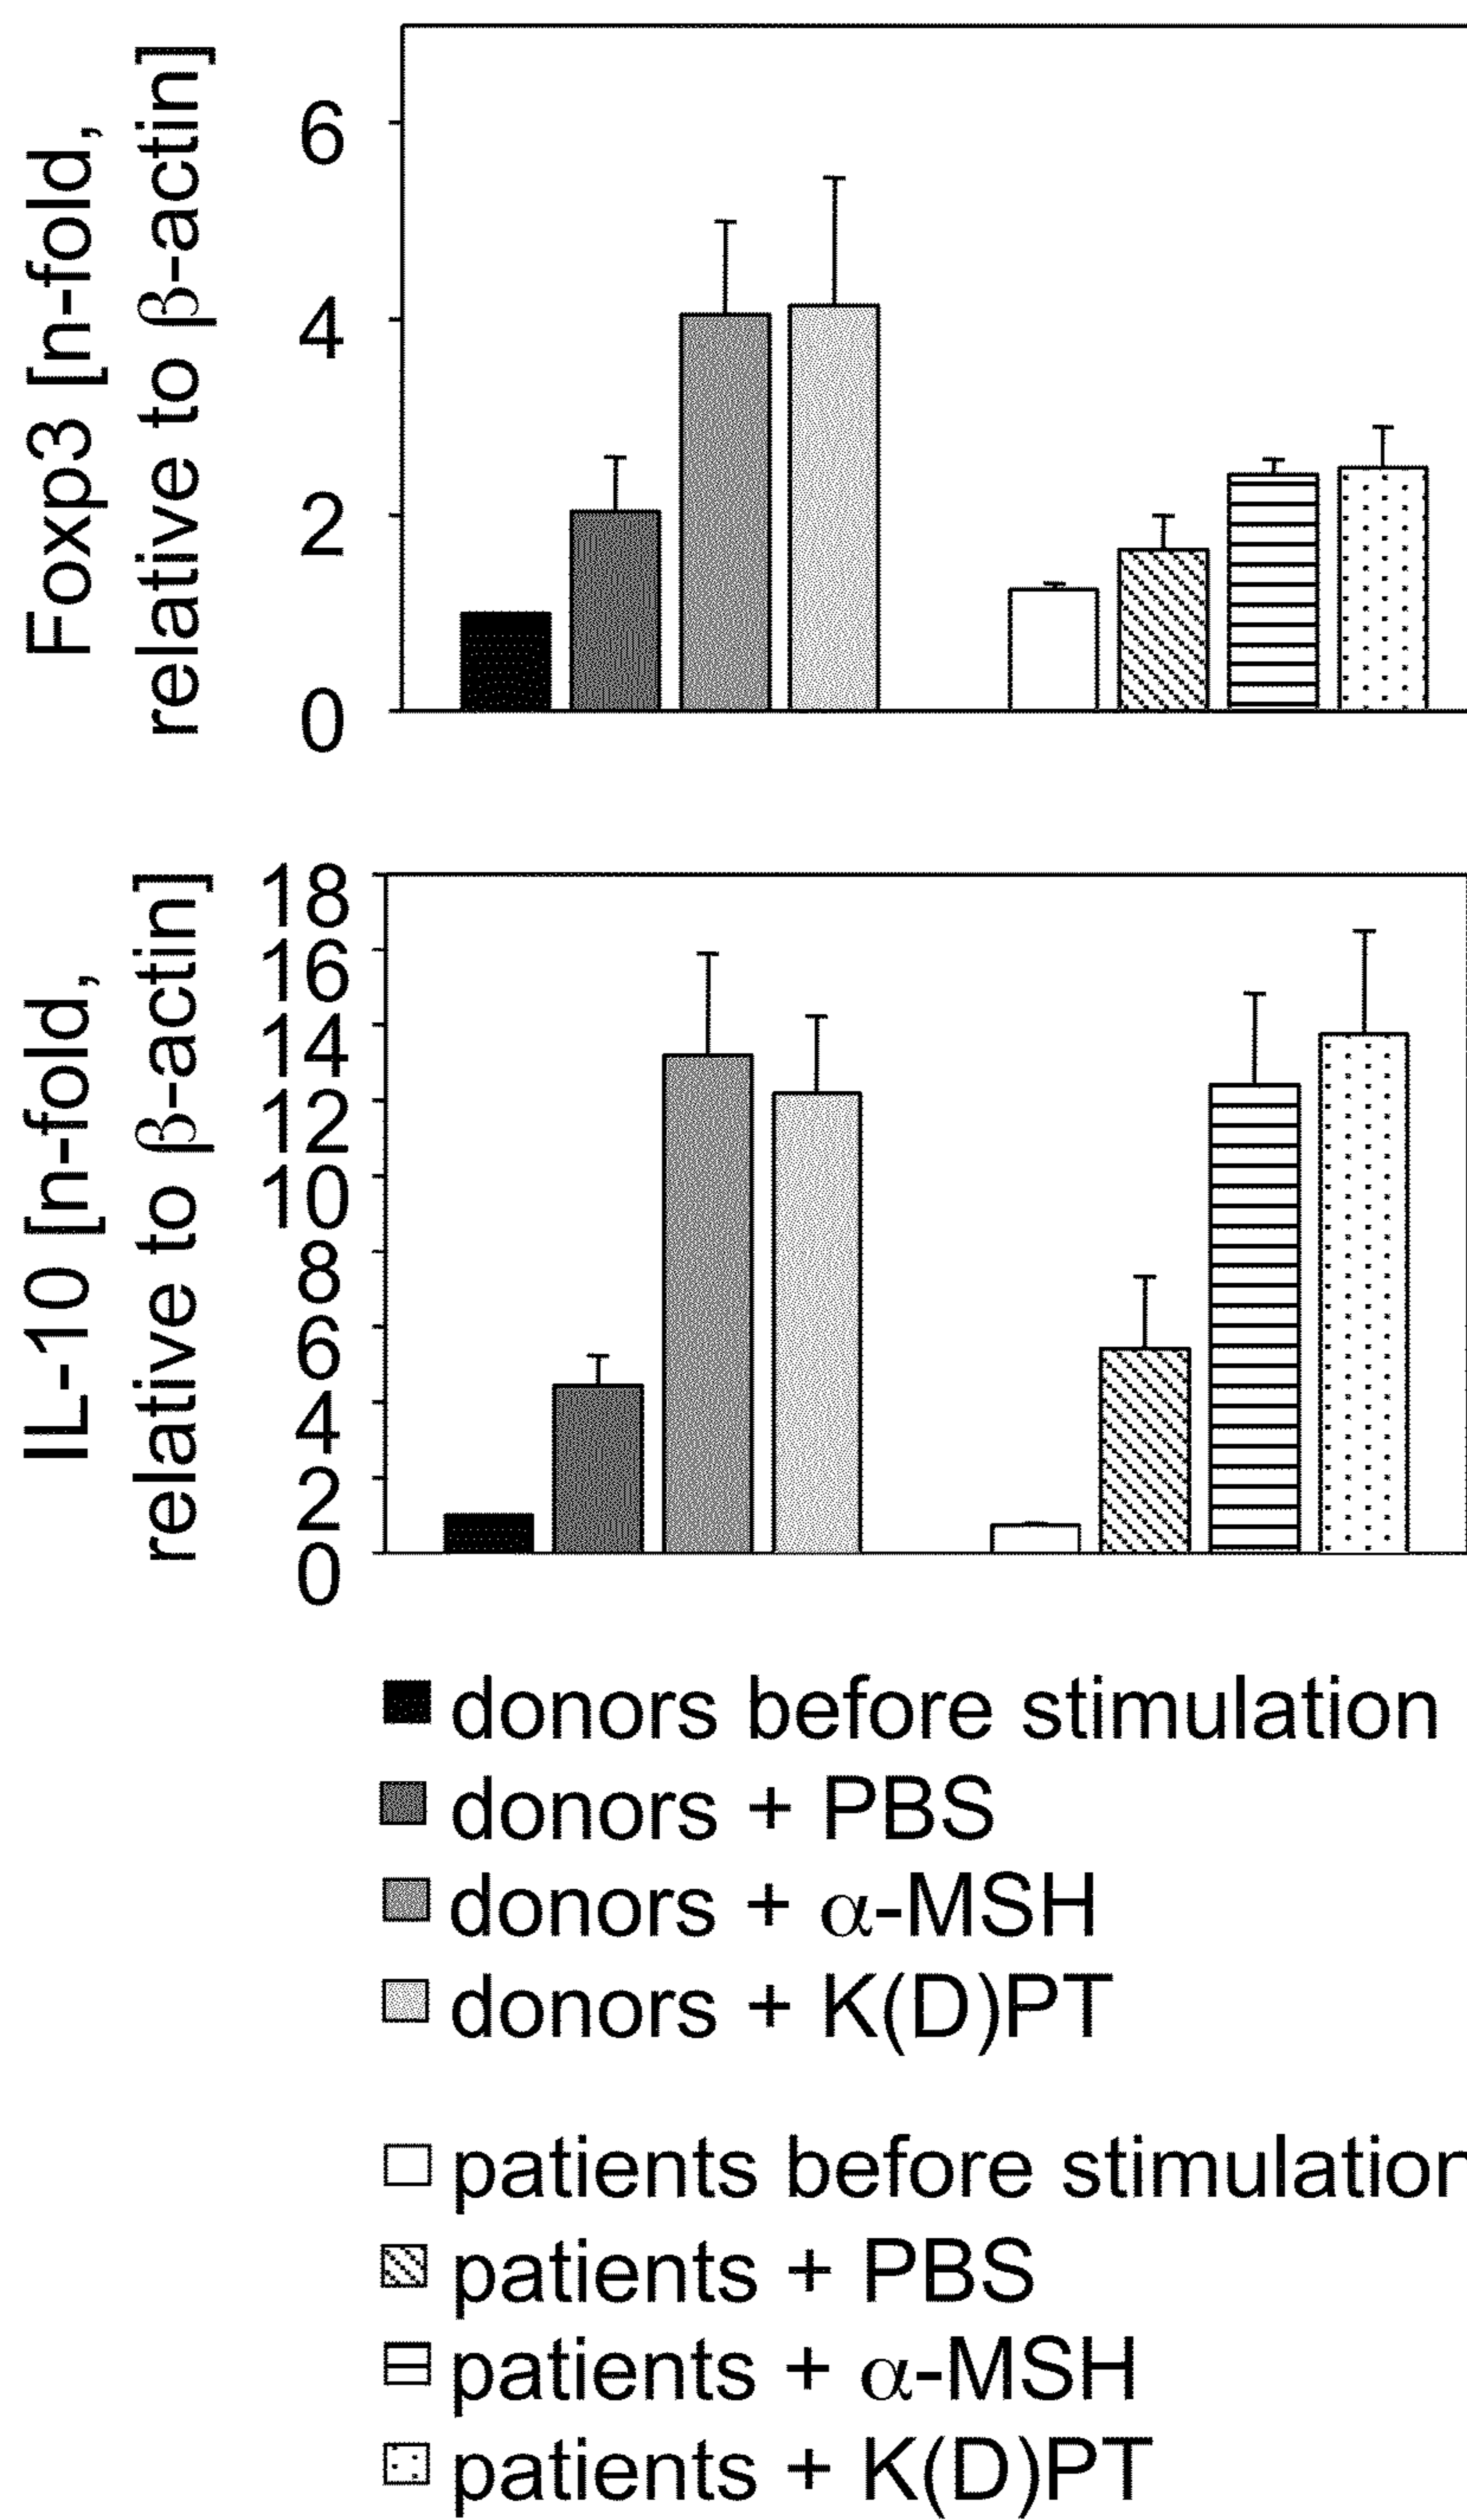 Foxp3 [n-fold,
relative to β-actin]
6
4
2
0
IL-10 [n-fold,
relative to β-actin]
18
16
14
12
10
8
6
4
2
0
donors before stimulation
donors + PBS
donors + α-MSH
donors + K(D)PT
patients before stimulation
patients + PBS
patients + α-MSH
patients + K(D)PT